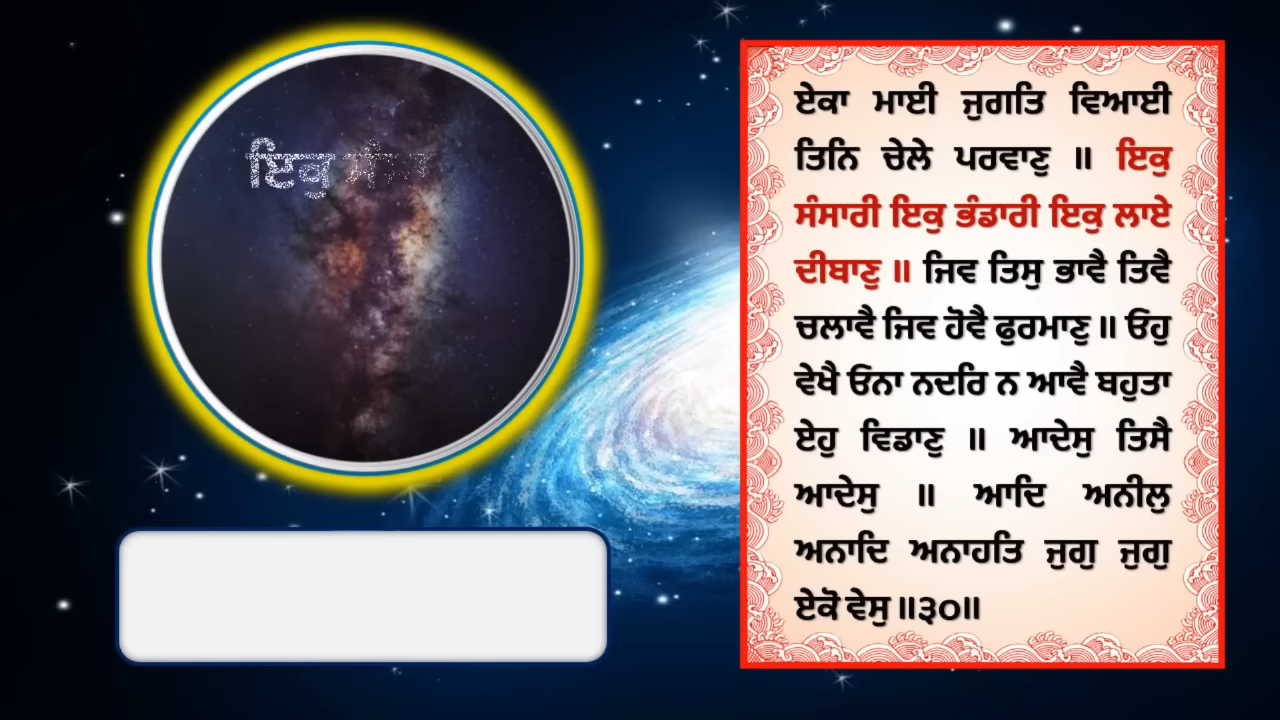 ਇਕੁ
ਏਕਾ ਮਾਈ ਜੁਗਤਿ ਵਿਆਈ
ਤਿਨਿ ਚੇਲੇ ਪਰਵਾਣੁ ॥ ਇਕੁ
ਸੰਸਾਰੀ ਇਕੁ ਭੰਡਾਰੀ ਇਕੁ ਲਾਏ
ਦੀਬਾਣੁ ॥ ਜਿਵ ਤਿਸੁ ਭਾਵੈ ਤਿਵੈ
ਚਲਾਵੈ ਜਿਵ ਹੋਵੈ ਫੁਰਮਾਣੁ ॥ ਓਹੁ
ਵੇਖੈ ਓਨਾ ਨਦਰਿ ਨ ਆਵੈ ਬਹੁਤਾ
ਏਹੁ ਵਿਡਾਣੁ ॥ ਆਦੇਸੁ ਤਿਸੈ
ਆਦੇਸੁ ॥ ਆਦਿ ਅਨੀਲੁ
ਅਨਾਦਿ ਅਨਾਹਤਿ ਜੁਗੁ ਜੁਗੁ
ਏਕੋ ਵੇਸੁ ॥੩੦॥